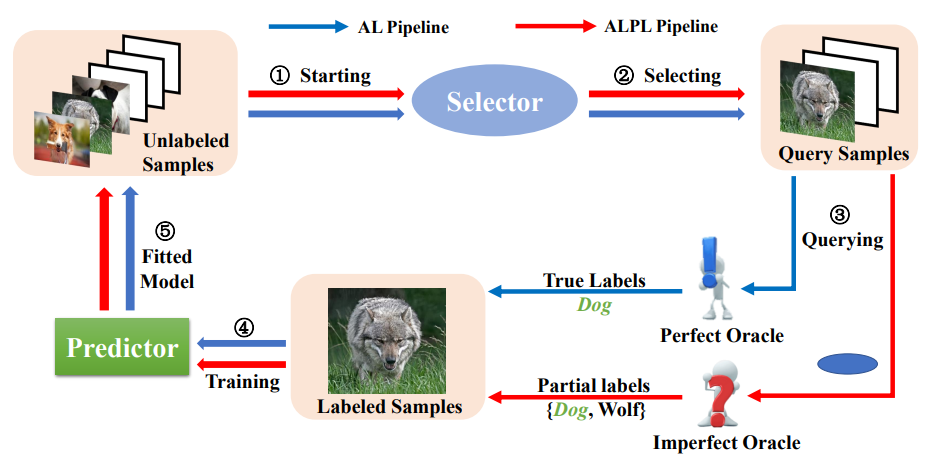 AL Pipeline
ALPL Pipeline
① Starting
② Selecting
Selector
Unlabeled
Samples
Query Samples
③
Querying
⑤
Fitted
Model
True Labels
Dog
Perfect Oracle
④
Predictor
Training
Labeled Samples
Partial labels
{Dog, Wolf}
Imperfect Oracle